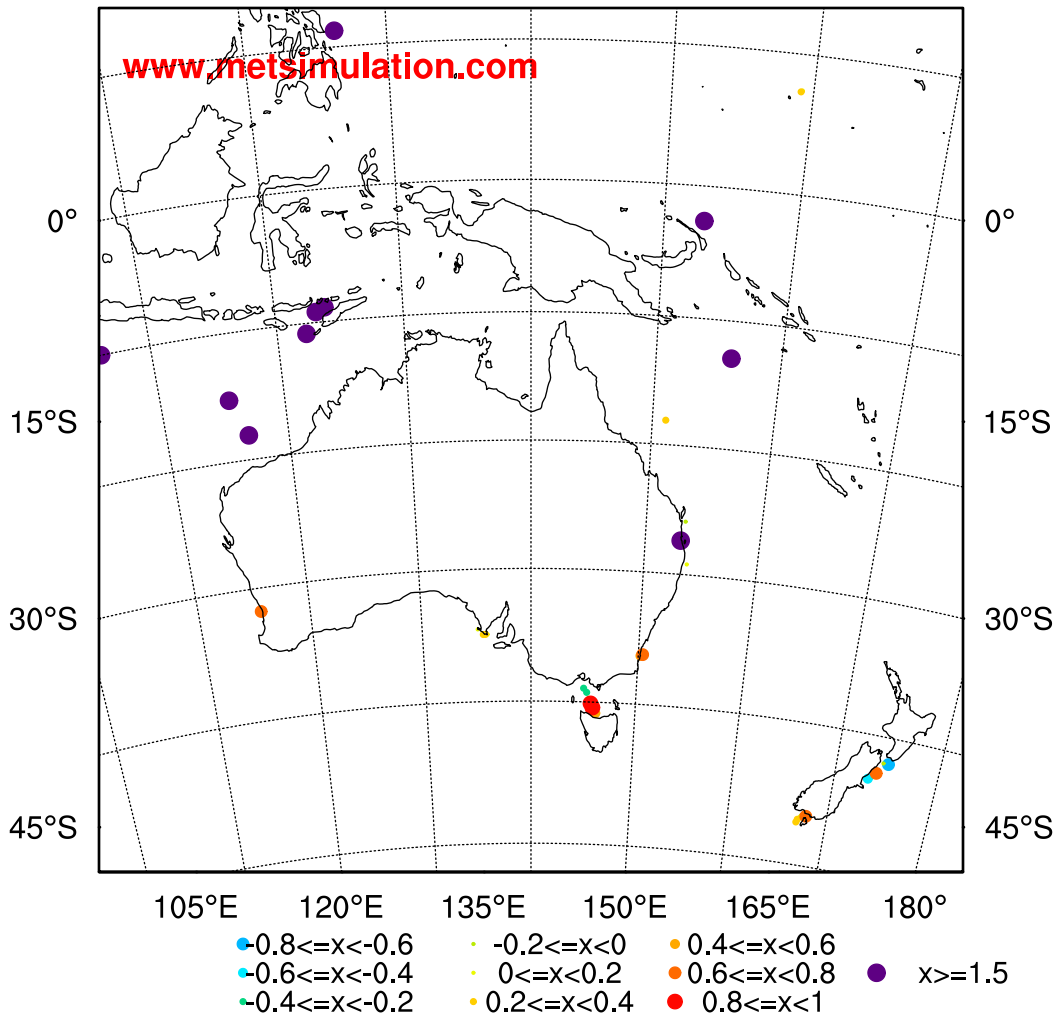 www.metsimulation.com
0° 0°
15°S 15°S
30°S 30°S
45°S 45°S
105°E 120°E 135°E 150°E 165°E 180°
-0.8<=x<-0.6 -0.2<=x<0 0.4<=x<0.6
-0.6<=x<-0.4 0<=x<0.2 0.6<=x<0.8 x>=1.5
-0.4<=x<-0.2 0.2<=x<0.4 0.8<=x<1